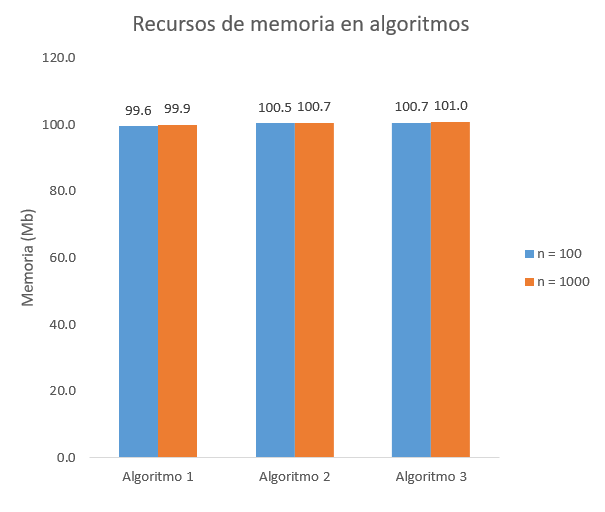 Recursos de memoria en algoritmos
120.0
100.0
80.0
60.0
40.0
20.0
0.0
Memoria (Mb)
99.6 99.9
100.5 100.7
100.7 101.0
Algoritmo 1
Algoritmo 2
Algoritmo 3
n = 100
n = 1000